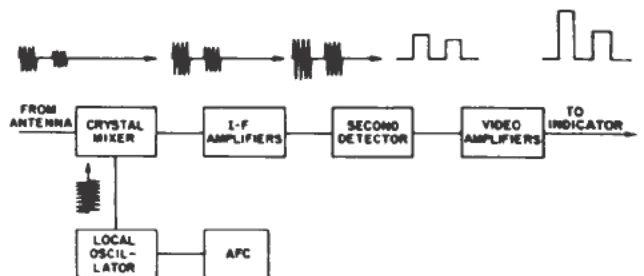 FROM
ANTENNA
CRYSTAL
MIXER
I-F
AMPLIFIERS
SECOND
DETECTOR
VIDEO
AMPLIFIERS
TO
INDICATOR
LOCAL
OSCIL-
LATOR
AFC